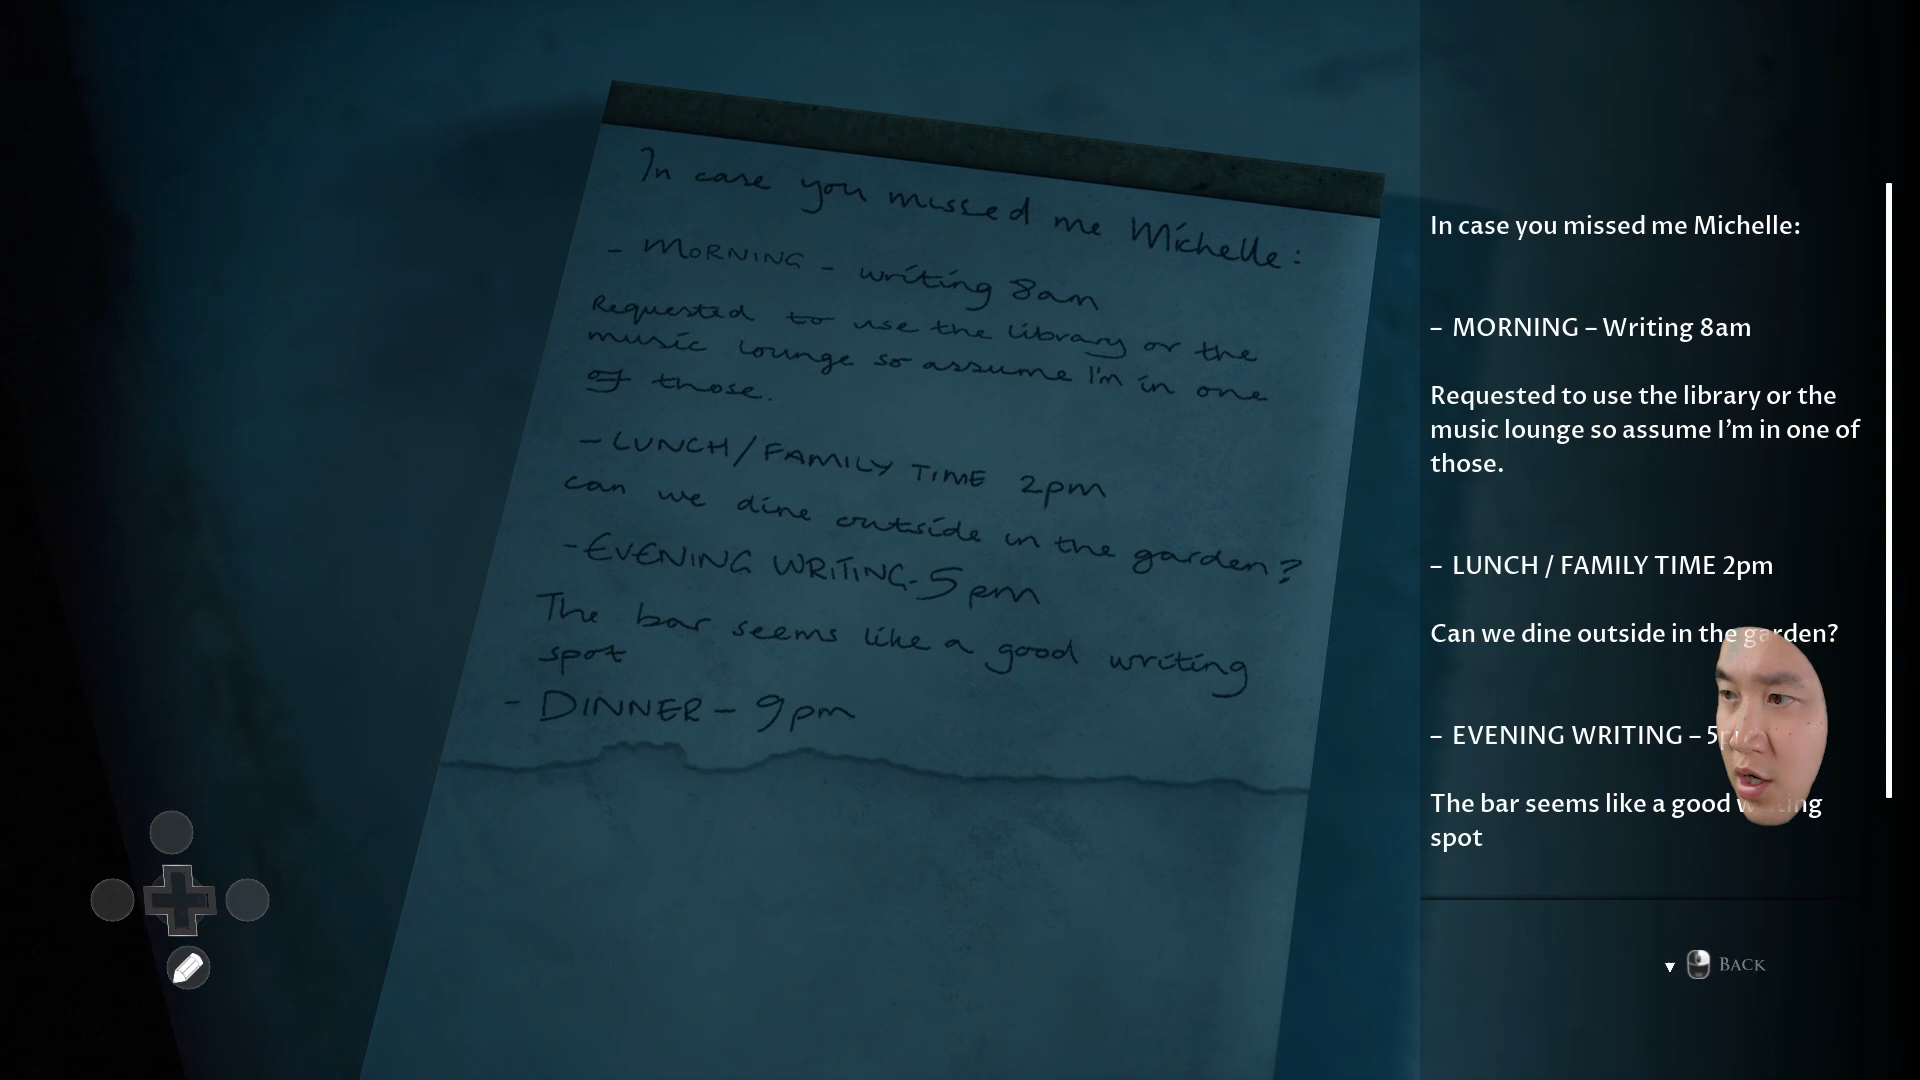 In case you missed me Michelle:
- MORNING - writing 8am
Requested to use the library or the
music lounge so assume I'm in one
of those.
- LUNCH/FAMILY TIME 2pm
can we dine outside in the garden?
- EVENING WRITING - 5pm
The bar seems like a good writing
spot
- DINNER - 9pm
In case you missed me Michelle:
– MORNING – Writing 8am
Requested to use the library or the
music lounge so assume I'm in one of
those.
– LUNCH / FAMILY TIME 2pm
Can we dine outside in the garden?
– EVENING WRITING – 5pm
The bar seems like a good writing
spot
BACK